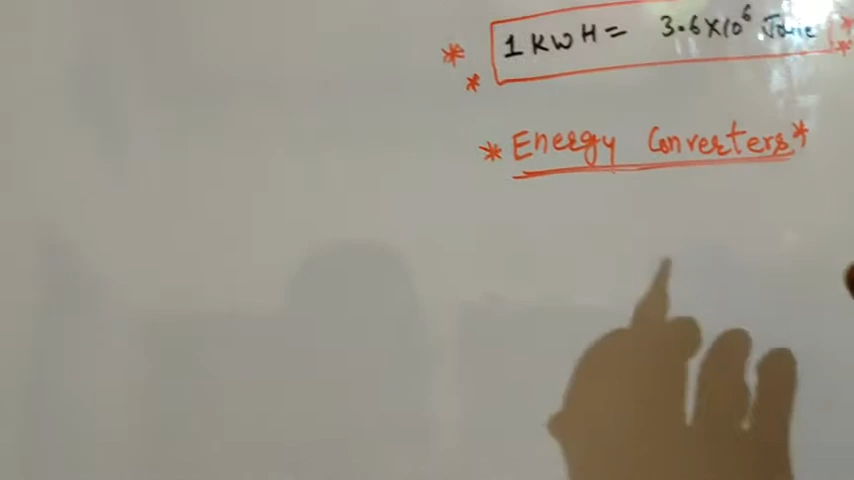 * 1 KWH = 3.6×10⁶ Joule *
* *
* Energy Converters *